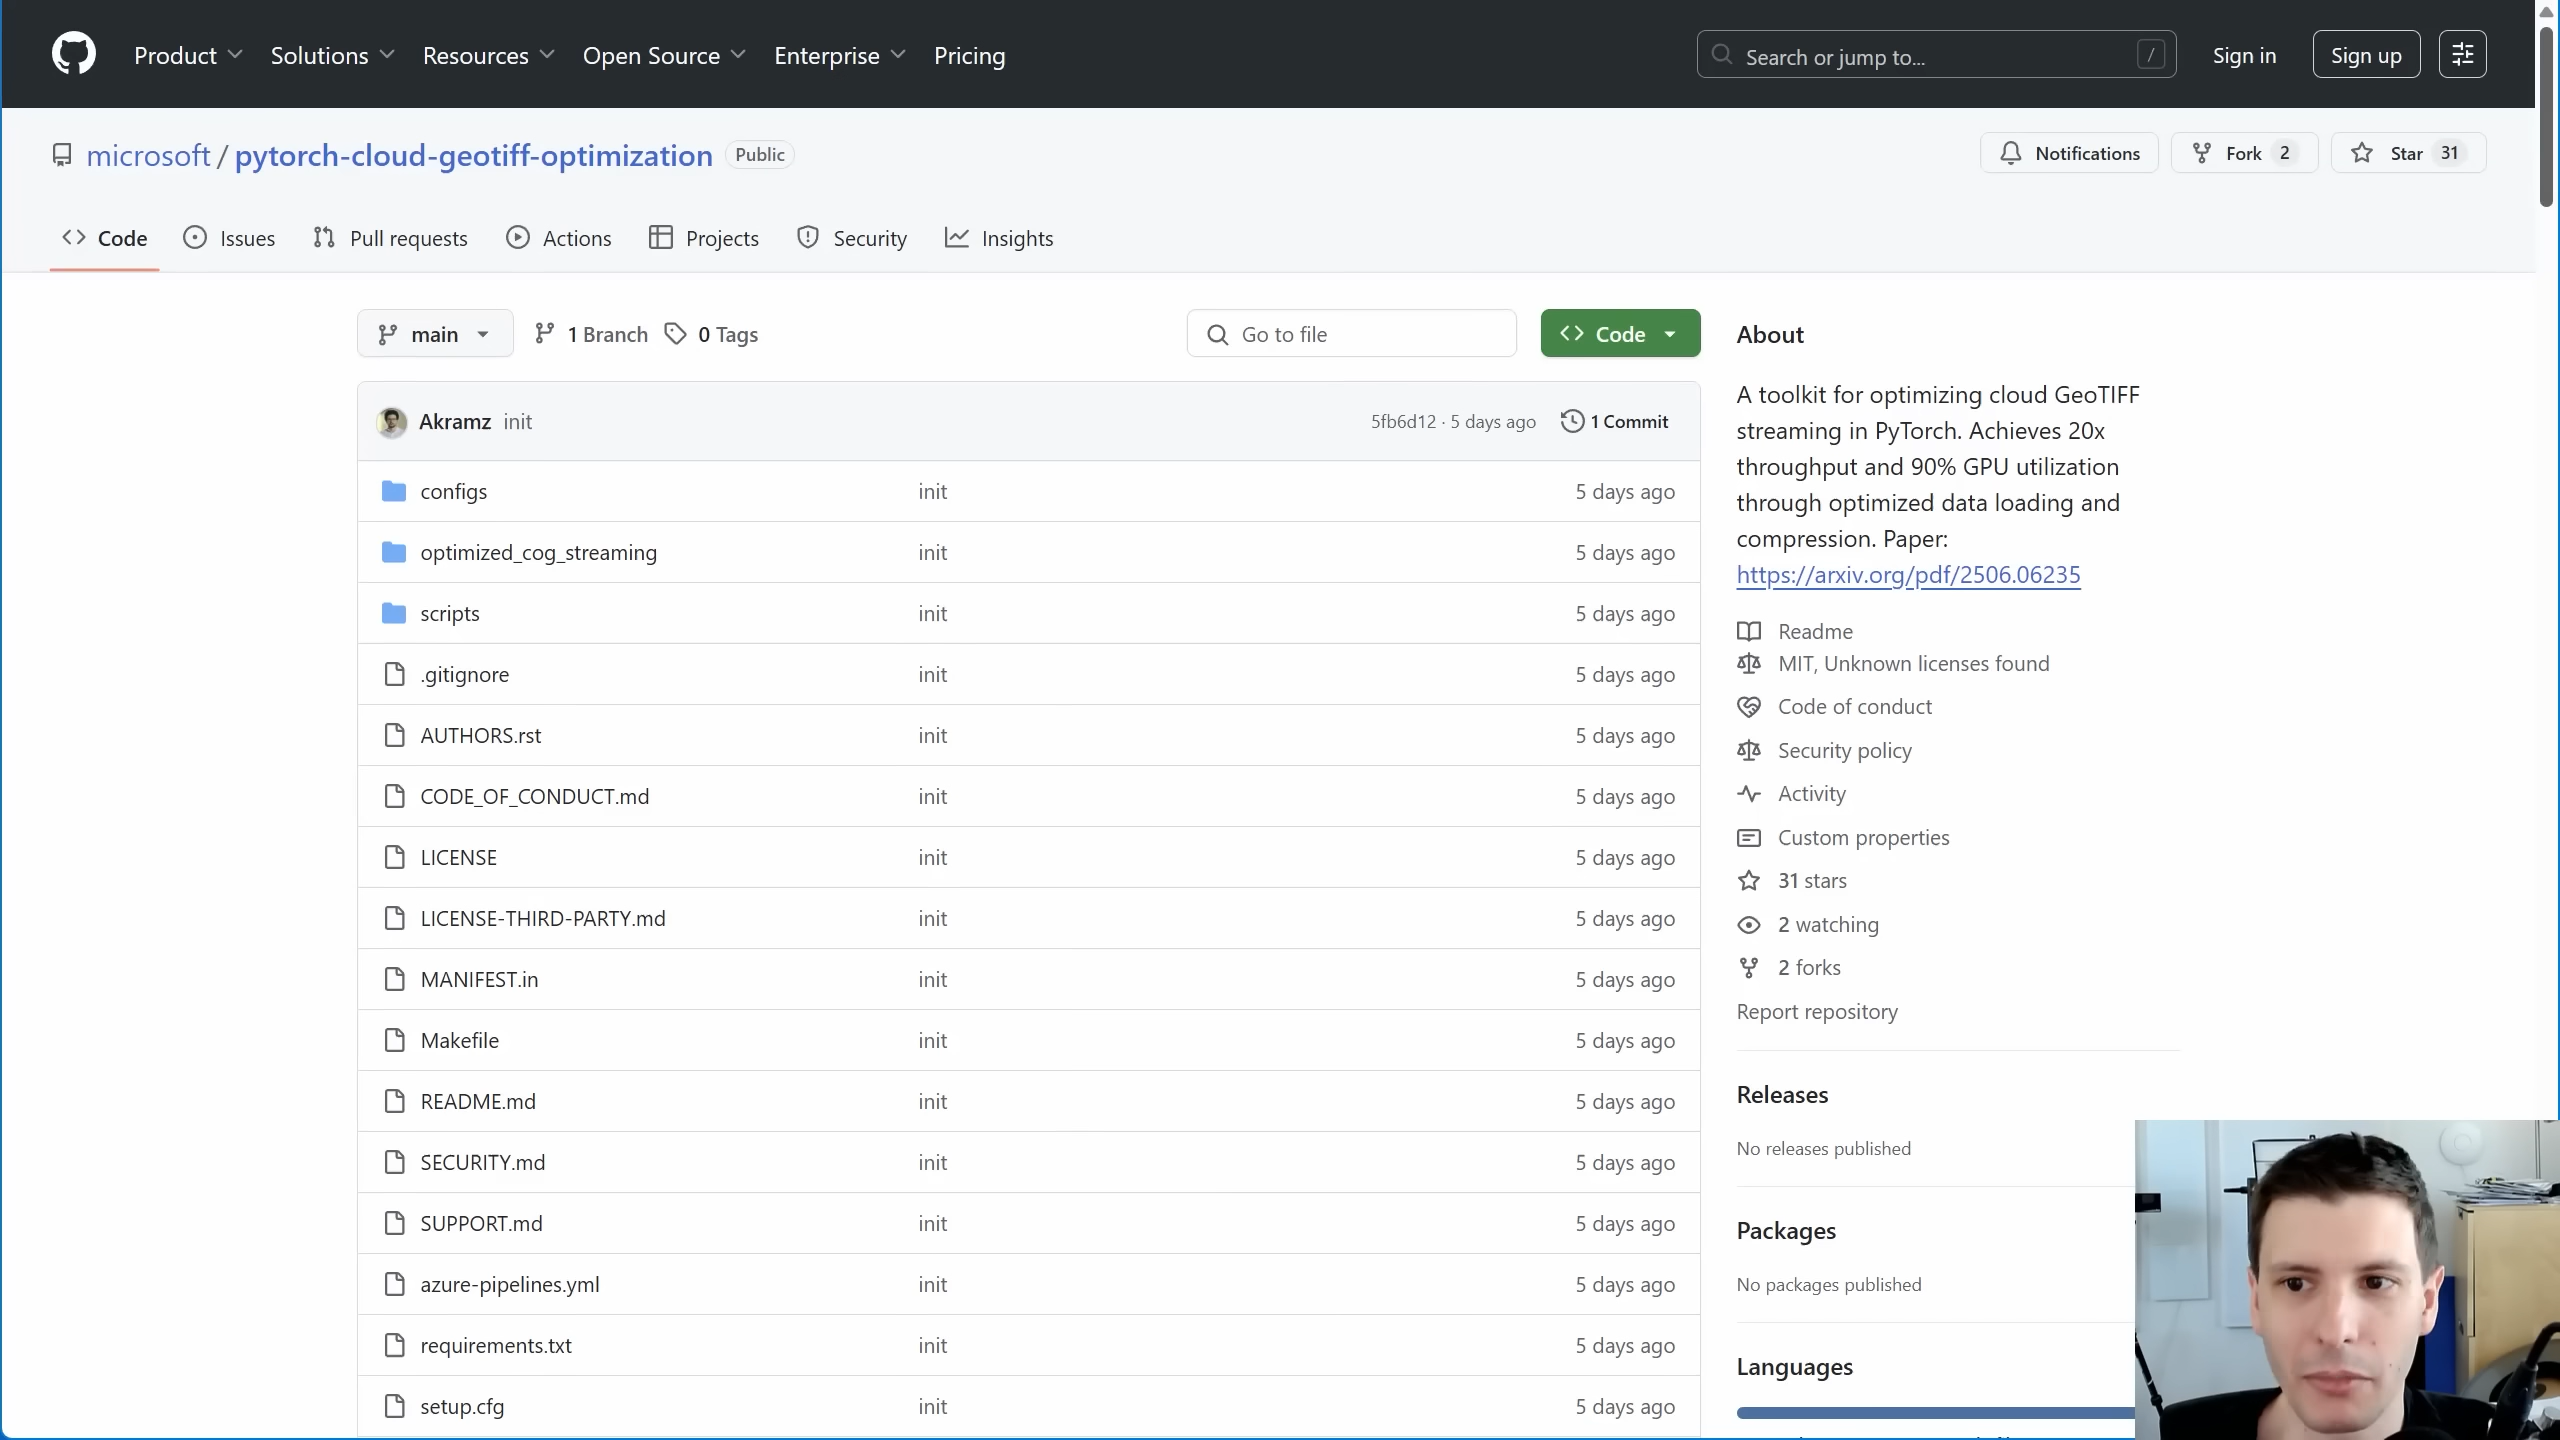 Product Solutions Resources Open Source Enterprise Pricing Search or jump to... / Sign in Sign up
microsoft / pytorch-cloud-geotiff-optimization Public Notifications Fork 2 Star 31
Code Issues Pull requests Actions Projects Security Insights
main 1 Branch 0 Tags Go to file Code
Akramz init 5fb6d12 · 5 days ago 1 Commit
configs init 5 days ago
optimized_cog_streaming init 5 days ago
scripts init 5 days ago
.gitignore init 5 days ago
AUTHORS.rst init 5 days ago
CODE_OF_CONDUCT.md init 5 days ago
LICENSE init 5 days ago
LICENSE-THIRD-PARTY.md init 5 days ago
MANIFEST.in init 5 days ago
Makefile init 5 days ago
README.md init 5 days ago
SECURITY.md init 5 days ago
SUPPORT.md init 5 days ago
azure-pipelines.yml init 5 days ago
requirements.txt init 5 days ago
setup.cfg init 5 days ago
About
A toolkit for optimizing cloud GeoTIFF
streaming in PyTorch. Achieves 20x
throughput and 90% GPU utilization
through optimized data loading and
compression. Paper:
https://arxiv.org/pdf/2506.06235
Readme
MIT, Unknown licenses found
Code of conduct
Security policy
Activity
Custom properties
31 stars
2 watching
2 forks
Report repository
Releases
No releases published
Packages
No packages published
Languages